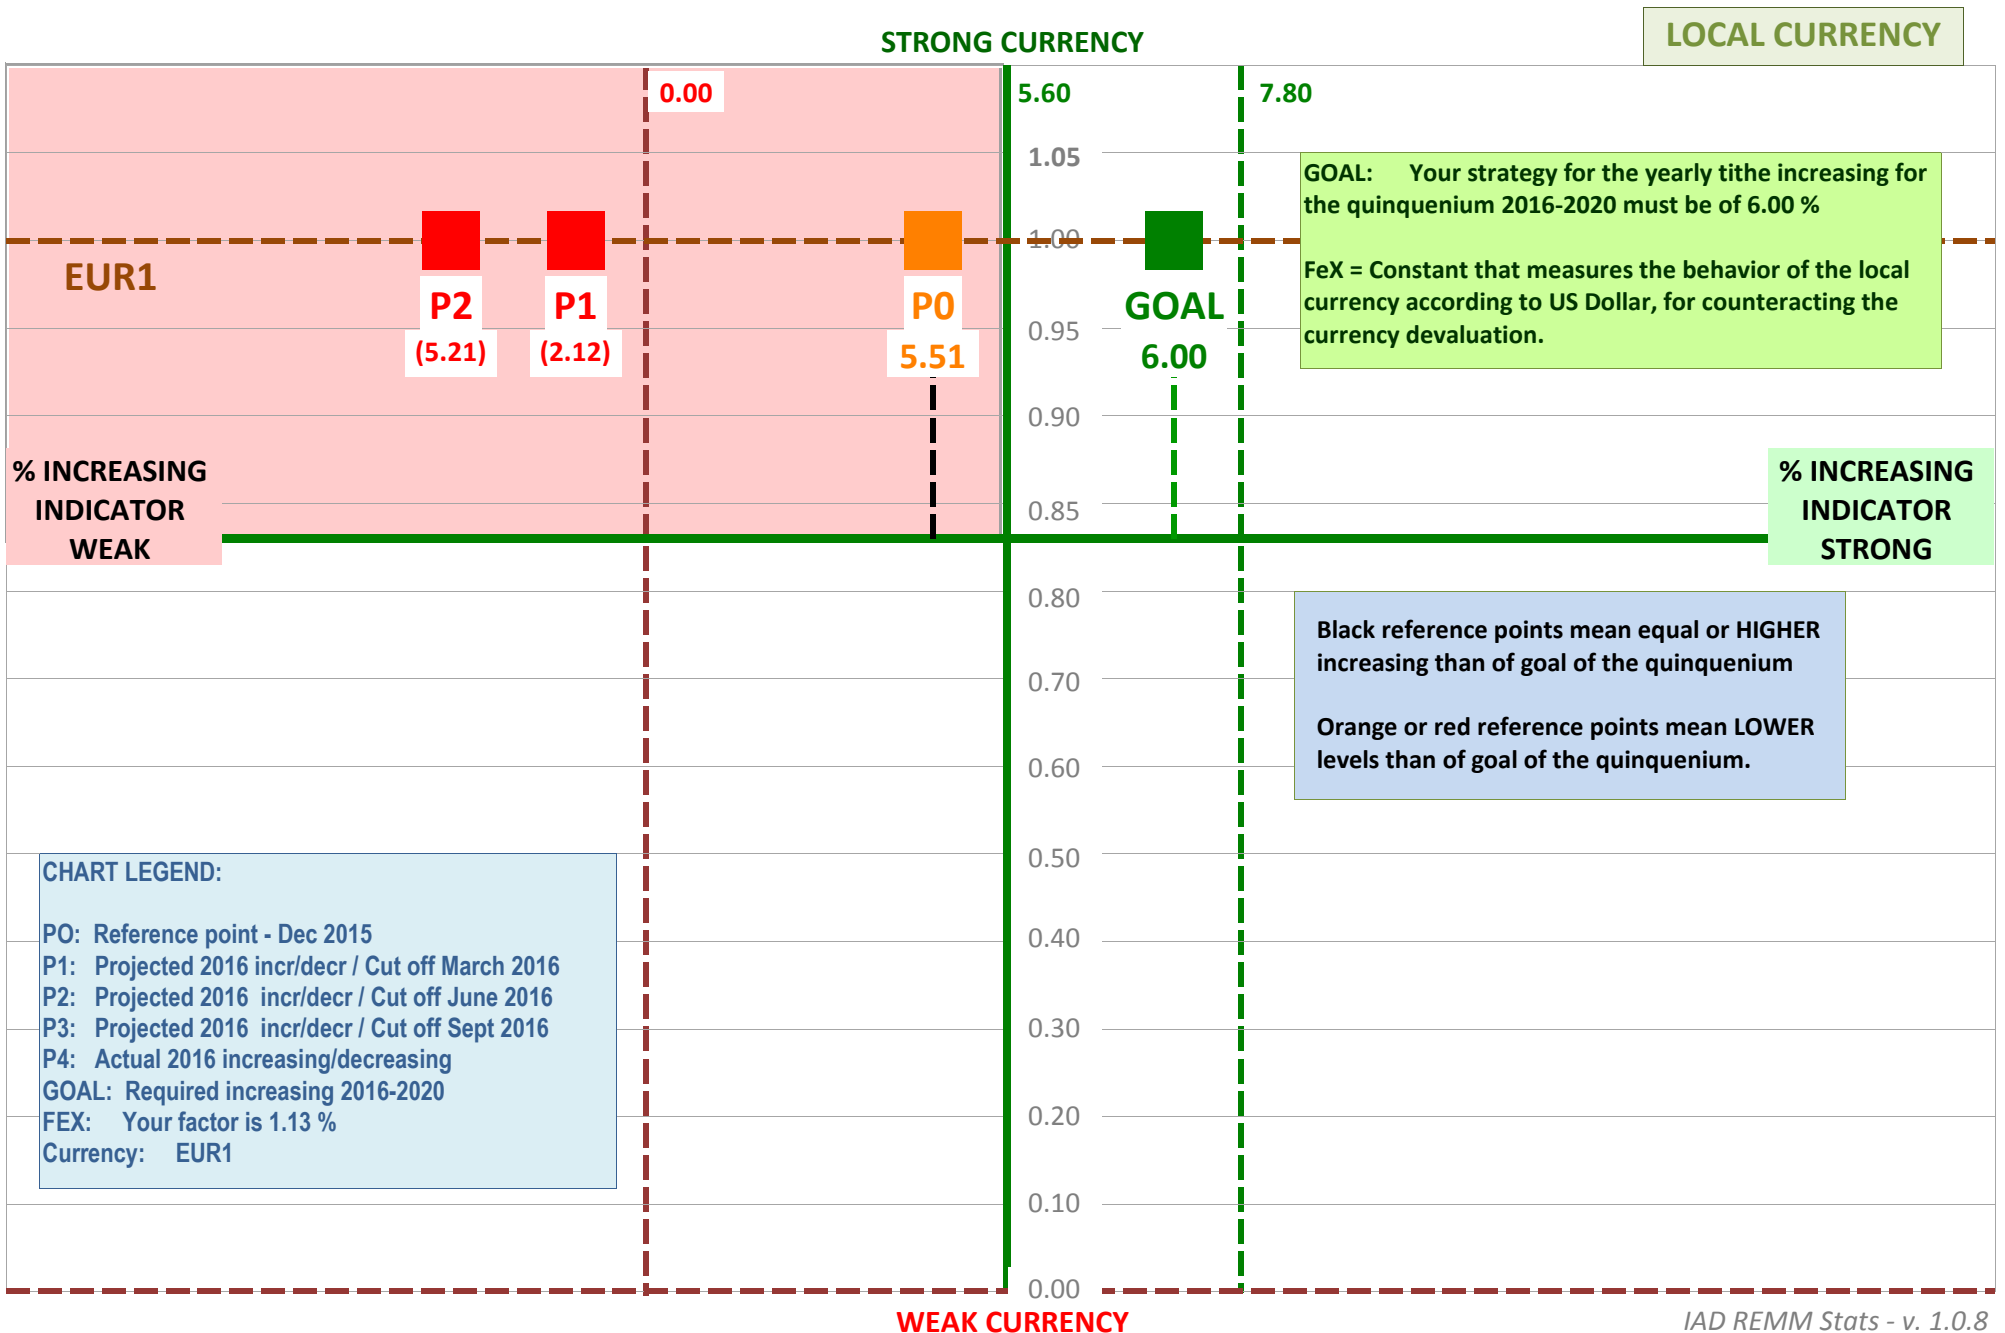 LOCAL CURRENCY
STRONG CURRENCY
0.00
5.60
7.80
1.05
GOAL: Your strategy for the yearly tithe increasing for
the quinquenium 2016-2020 must be of 6.00 %
FeX = Constant that measures the behavior of the local
currency according to US Dollar, for counteracting the
currency devaluation.
1.00
EUR1
P2
(5.21)
P1
(2.12)
P0
5.51
GOAL
6.00
0.95
0.90
0.85
% INCREASING
INDICATOR
WEAK
% INCREASING
INDICATOR
STRONG
0.80
0.70
0.60
0.50
0.40
0.30
0.20
0.10
0.00
Black reference points mean equal or HIGHER
increasing than of goal of the quinquenium
Orange or red reference points mean LOWER
levels than of goal of the quinquenium.
CHART LEGEND:
PO: Reference point - Dec 2015
P1: Projected 2016 incr/decr / Cut off March 2016
P2: Projected 2016 incr/decr / Cut off June 2016
P3: Projected 2016 incr/decr / Cut off Sept 2016
P4: Actual 2016 increasing/decreasing
GOAL: Required increasing 2016-2020
FEX: Your factor is 1.13 %
Currency: EUR1
WEAK CURRENCY
IAD REMM Stats - v. 1.0.8